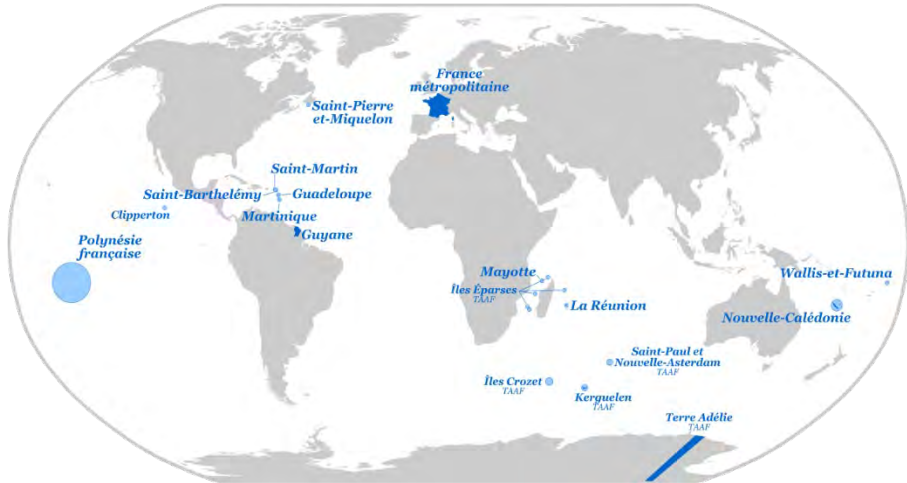 France
métropolitaine
Saint-Pierre
et-Miquelon
Saint-Martin
Saint-Barthelémy
Guadeloupe
Clipperton
Martinique
Guyane
Polynésie
française
Mayotte
Îles Éparses
TAAF
La Réunion
Wallis-et-Futuna
Nouvelle-Calédonie
Saint-Paul et
Nouvelle-Asterdam
TAAF
Îles Crozet
TAAF
Kerguelen
TAAF
Terre Adélie
TAAF